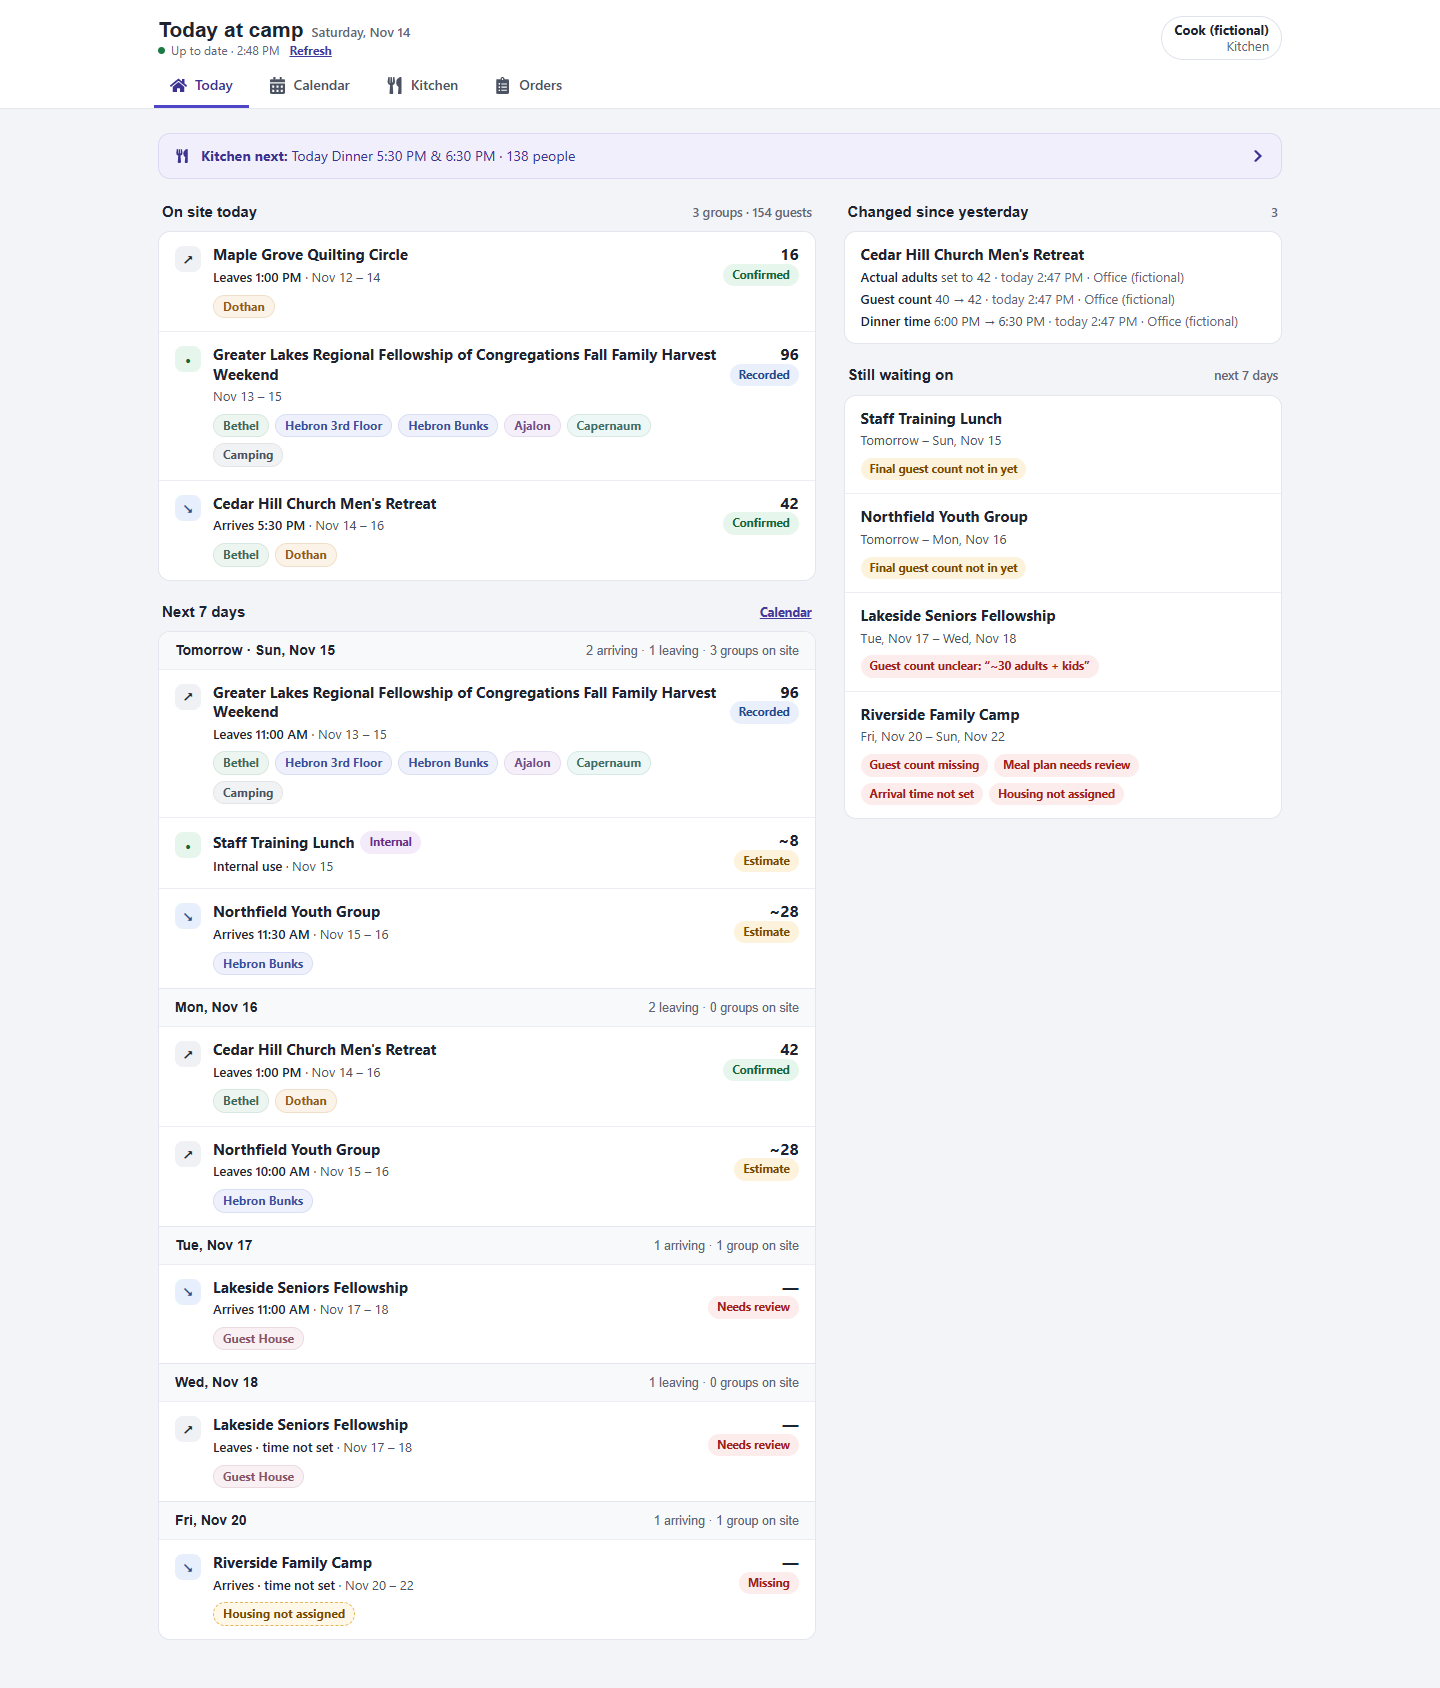 Today at camp Saturday, Nov 14
Up to date · 2:48 PM Refresh
Cook (fictional)
Kitchen
Today
Calendar
Kitchen
Orders
Kitchen next: Today Dinner 5:30 PM & 6:30 PM · 138 people
On site today
3 groups · 154 guests
Maple Grove Quilting Circle
16
Leaves 1:00 PM · Nov 12 – 14
Confirmed
Dothan
Greater Lakes Regional Fellowship of Congregations Fall Family Harvest
Weekend
96
Recorded
Nov 13 – 15
Bethel
Hebron 3rd Floor
Hebron Bunks
Ajalon
Capernaum
Camping
Cedar Hill Church Men's Retreat
42
Arrives 5:30 PM · Nov 14 – 16
Confirmed
Bethel
Dothan
Next 7 days
Calendar
Tomorrow · Sun, Nov 15
2 arriving · 1 leaving · 3 groups on site
Greater Lakes Regional Fellowship of Congregations Fall Family Harvest
Weekend
96
Recorded
Leaves 11:00 AM · Nov 13 – 15
Bethel
Hebron 3rd Floor
Hebron Bunks
Ajalon
Capernaum
Camping
Staff Training Lunch
Internal
~8
Internal use · Nov 15
Estimate
Northfield Youth Group
~28
Arrives 11:30 AM · Nov 15 – 16
Estimate
Hebron Bunks
Mon, Nov 16
2 leaving · 0 groups on site
Cedar Hill Church Men's Retreat
42
Leaves 1:00 PM · Nov 14 – 16
Confirmed
Bethel
Dothan
Northfield Youth Group
~28
Leaves 10:00 AM · Nov 15 – 16
Estimate
Hebron Bunks
Tue, Nov 17
1 arriving · 1 group on site
Lakeside Seniors Fellowship
—
Arrives 11:00 AM · Nov 17 – 18
Needs review
Guest House
Wed, Nov 18
1 leaving · 0 groups on site
Lakeside Seniors Fellowship
—
Leaves · time not set · Nov 17 – 18
Needs review
Guest House
Fri, Nov 20
1 arriving · 1 group on site
Riverside Family Camp
—
Arrives · time not set · Nov 20 – 22
Missing
Housing not assigned
Changed since yesterday
3
Cedar Hill Church Men's Retreat
Actual adults set to 42 · today 2:47 PM · Office (fictional)
Guest count 40 → 42 · today 2:47 PM · Office (fictional)
Dinner time 6:00 PM → 6:30 PM · today 2:47 PM · Office (fictional)
Still waiting on
next 7 days
Staff Training Lunch
Tomorrow – Sun, Nov 15
Final guest count not in yet
Northfield Youth Group
Tomorrow – Mon, Nov 16
Final guest count not in yet
Lakeside Seniors Fellowship
Tue, Nov 17 – Wed, Nov 18
Guest count unclear: “~30 adults + kids”
Riverside Family Camp
Fri, Nov 20 – Sun, Nov 22
Guest count missing
Meal plan needs review
Arrival time not set
Housing not assigned